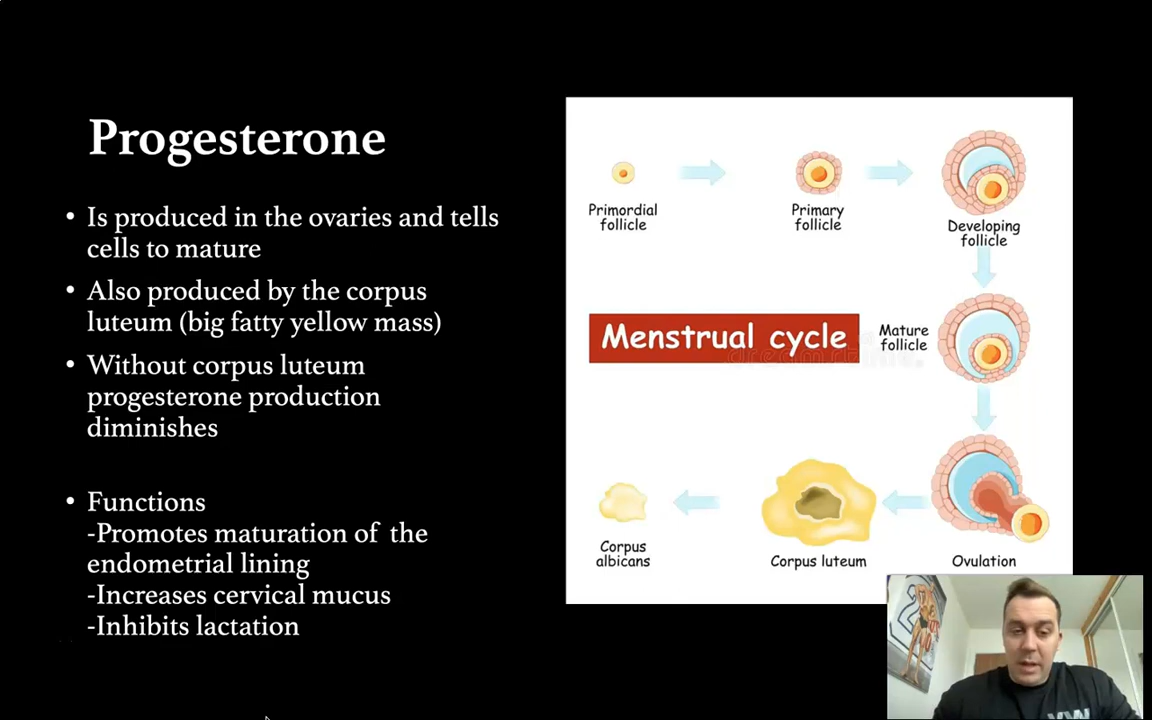 Progesterone
• Is produced in the ovaries and tells
cells to mature
• Also produced by the corpus
luteum (big fatty yellow mass)
• Without corpus luteum
progesterone production
diminishes
• Functions
-Promotes maturation of the
endometrial lining
-Increases cervical mucus
-Inhibits lactation
Primordial
follicle
Primary
follicle
Developing
follicle
Menstrual cycle
Mature
follicle
Corpus
albicans
Corpus luteum
Ovulation